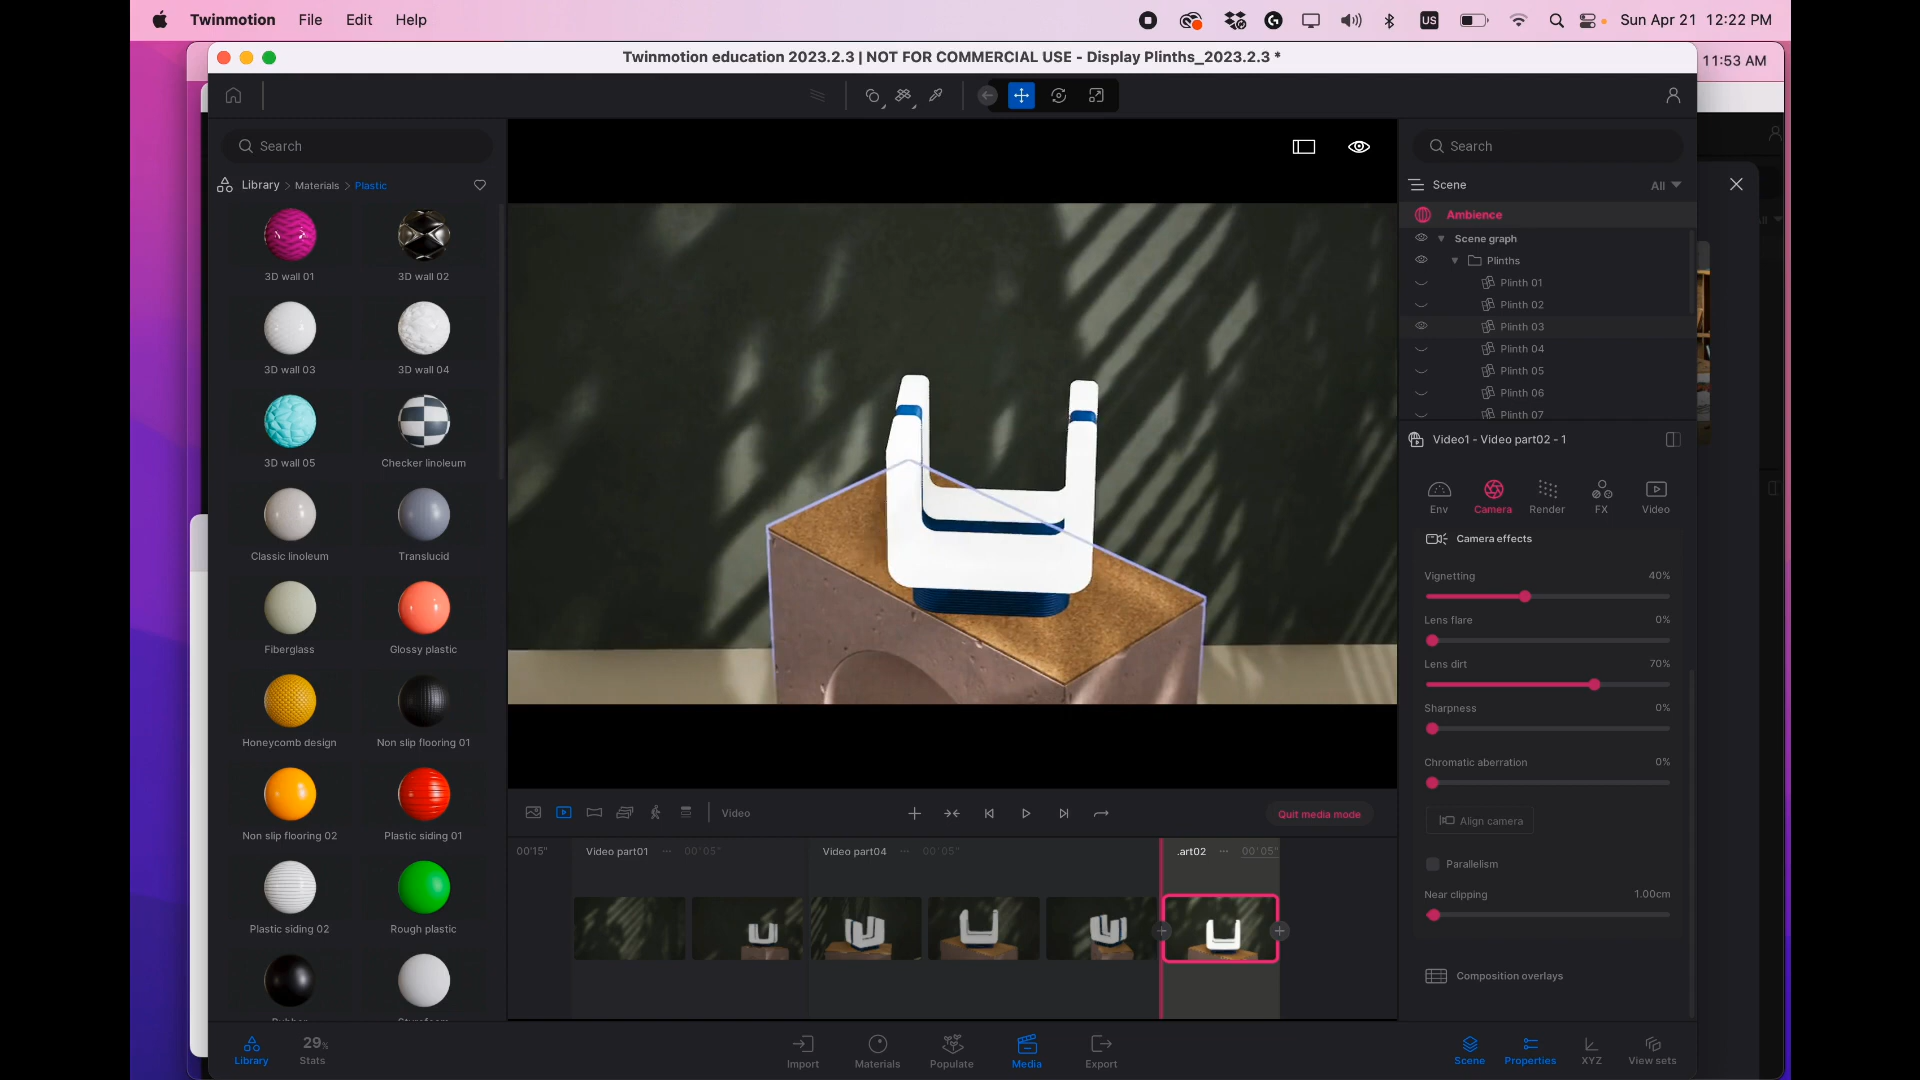 Twinmotion File Edit Help
US
Sun Apr 21 12:22 PM
Twinmotion education 2023.2.3 | NOT FOR COMMERCIAL USE - Display Plinths_2023.2.3 *
11:53 AM
Search
Search
Library > Materials > Plastic
Scene
All
Ambience
Scene graph
Plinths
Plinth 01
Plinth 02
Plinth 03
Plinth 04
Plinth 05
Plinth 06
Plinth 07
3D wall 01
3D wall 02
3D wall 03
3D wall 04
3D wall 05
Checker linoleum
Classic linoleum
Translucid
Fiberglass
Glossy plastic
Honeycomb design
Non slip flooring 01
Non slip flooring 02
Plastic siding 01
Plastic siding 02
Rough plastic
Video1 - Video part02 - 1
Env
Camera
Render
FX
Video
Camera effects
Vignetting 40%
Lens flare 0%
Lens dirt 70%
Sharpness 0%
Chromatic aberration 0%
Align camera
Parallelism
Near clipping 1.00cm
Composition overlays
Video
Quit media mode
00'15"
Video part01 ... 00'05"
Video part04 ... 00'05"
.art02 ... 00'05"
Library
29%
Stats
Import
Materials
Populate
Media
Export
Scene
Properties
XYZ
View sets